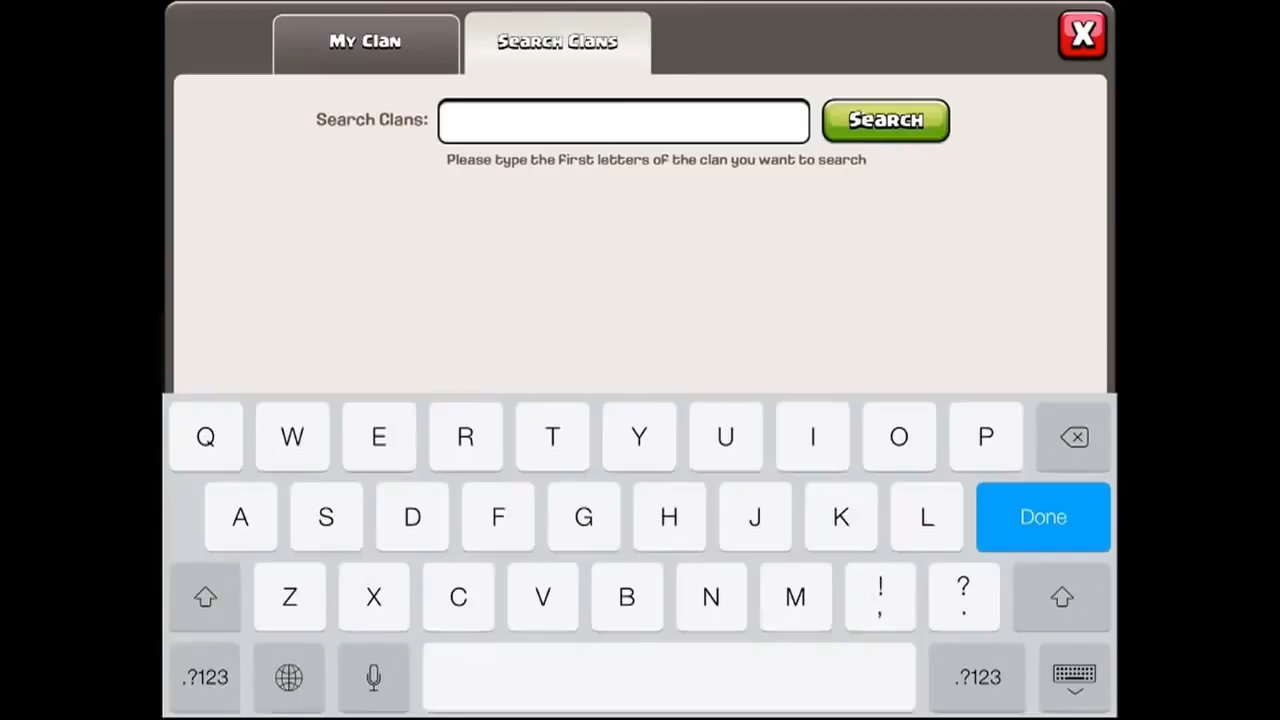 My Clan
Search Clans
X
Search Clans:
Search
Please type the first letters of the clan you want to search
Q W E R T Y U I O P
A S D F G H J K L Done
Z X C V B N M ! , ? .
.?123 .?123